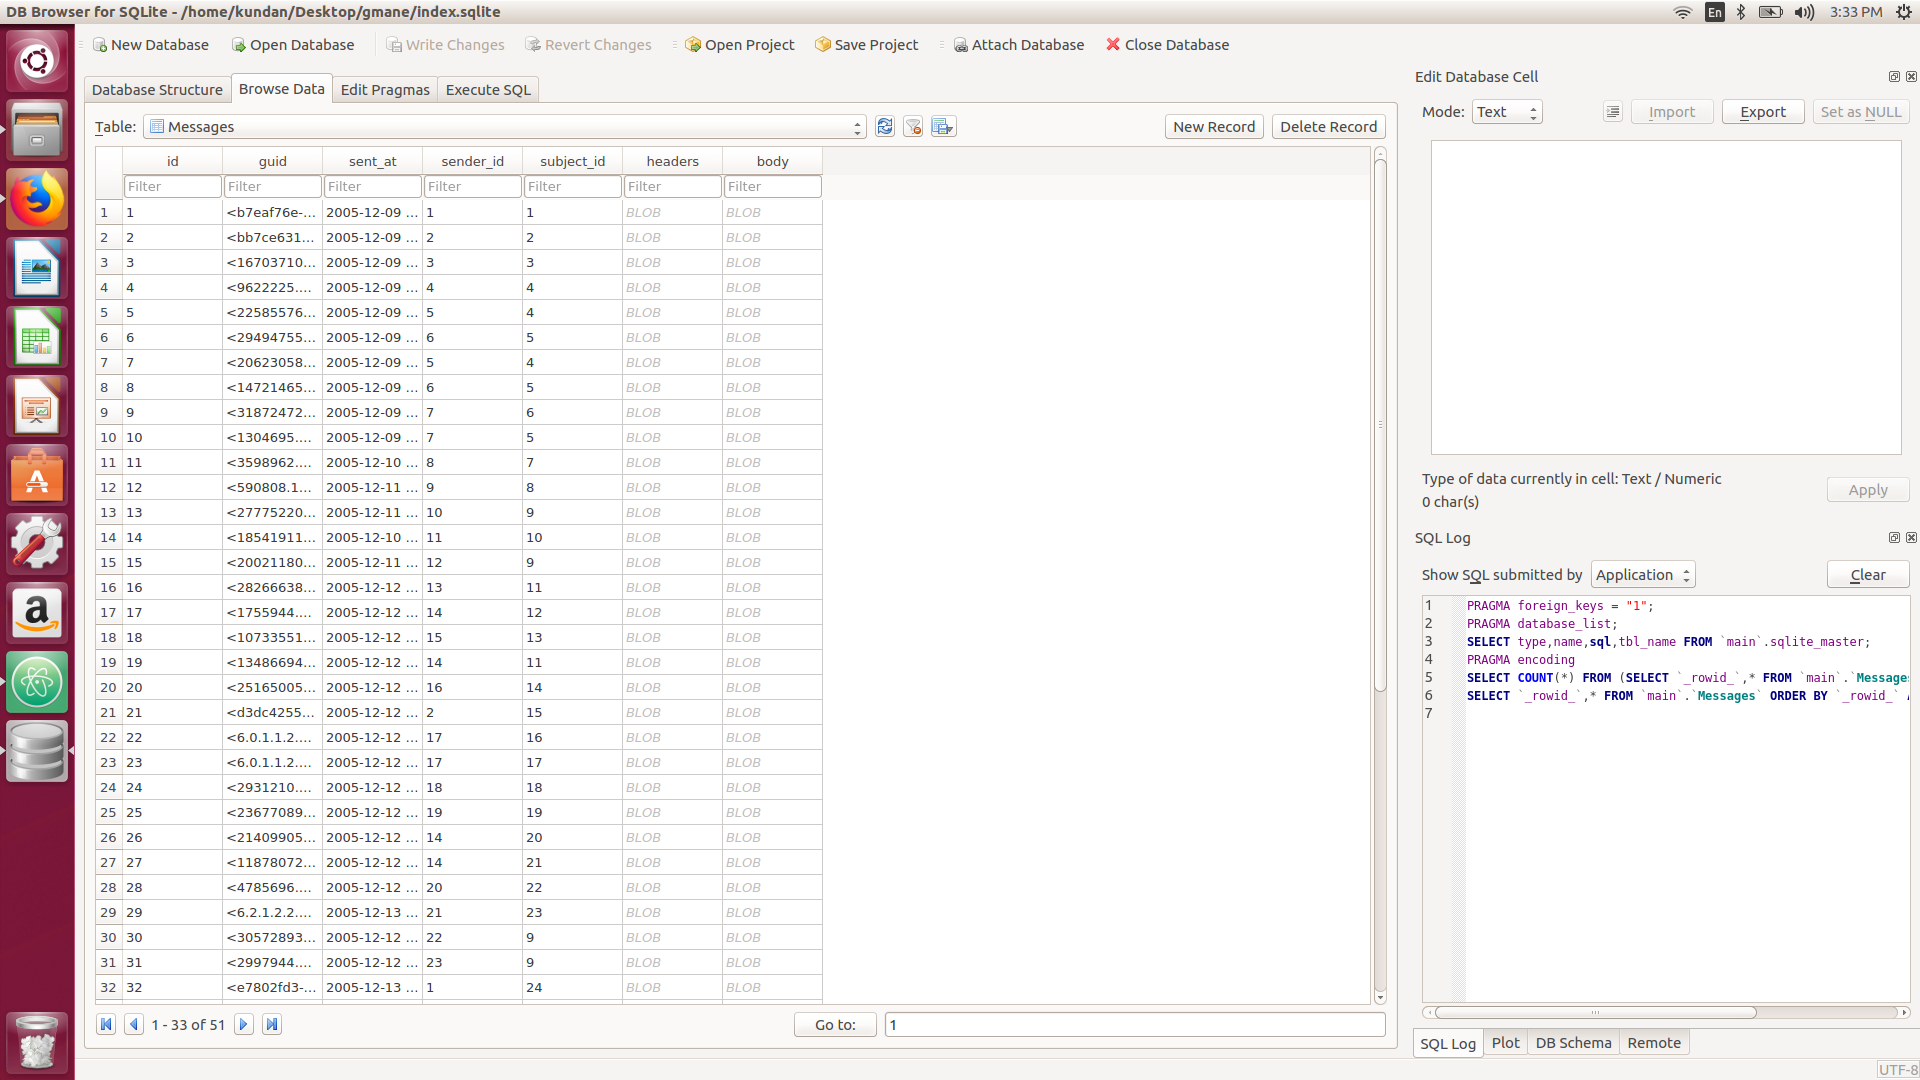 DB Browser for SQLite - /home/kundan/Desktop/gmane/index.sqlite
En 3:33 PM
New Database Open Database Write Changes Revert Changes Open Project Save Project Attach Database Close Database
Database Structure Browse Data Edit Pragmas Execute SQL
Table: Messages New Record Delete Record
id guid sent_at sender_id subject_id headers body
Filter Filter Filter Filter Filter Filter Filter
1 1 <b7eaf76e-... 2005-12-09 ... 1 1 BLOB BLOB
2 2 <bb7ce631... 2005-12-09 ... 2 2 BLOB BLOB
3 3 <16703710... 2005-12-09 ... 3 3 BLOB BLOB
4 4 <9622225.... 2005-12-09 ... 4 4 BLOB BLOB
5 5 <22585576... 2005-12-09 ... 5 4 BLOB BLOB
6 6 <29494755... 2005-12-09 ... 6 5 BLOB BLOB
7 7 <20623058... 2005-12-09 ... 5 4 BLOB BLOB
8 8 <14721465... 2005-12-09 ... 6 5 BLOB BLOB
9 9 <31872472... 2005-12-09 ... 7 6 BLOB BLOB
10 10 <1304695.... 2005-12-09 ... 7 5 BLOB BLOB
11 11 <3598962.... 2005-12-10 ... 8 7 BLOB BLOB
12 12 <590808.1... 2005-12-11 ... 9 8 BLOB BLOB
13 13 <27775220... 2005-12-11 ... 10 9 BLOB BLOB
14 14 <18541911... 2005-12-10 ... 11 10 BLOB BLOB
15 15 <20021180... 2005-12-11 ... 12 9 BLOB BLOB
16 16 <28266638... 2005-12-12 ... 13 11 BLOB BLOB
17 17 <1755944.... 2005-12-12 ... 14 12 BLOB BLOB
18 18 <10733551... 2005-12-12 ... 15 13 BLOB BLOB
19 19 <13486694... 2005-12-12 ... 14 11 BLOB BLOB
20 20 <25165005... 2005-12-12 ... 16 14 BLOB BLOB
21 21 <d3dc4255... 2005-12-12 ... 2 15 BLOB BLOB
22 22 <6.0.1.1.2.... 2005-12-12 ... 17 16 BLOB BLOB
23 23 <6.0.1.1.2.... 2005-12-12 ... 17 17 BLOB BLOB
24 24 <2931210.... 2005-12-12 ... 18 18 BLOB BLOB
25 25 <23677089... 2005-12-12 ... 19 19 BLOB BLOB
26 26 <21409905... 2005-12-12 ... 14 20 BLOB BLOB
27 27 <11878072... 2005-12-12 ... 14 21 BLOB BLOB
28 28 <4785696.... 2005-12-12 ... 20 22 BLOB BLOB
29 29 <6.2.1.2.2.... 2005-12-13 ... 21 23 BLOB BLOB
30 30 <30572893... 2005-12-12 ... 22 9 BLOB BLOB
31 31 <2997944.... 2005-12-12 ... 23 9 BLOB BLOB
32 32 <e7802fd3-... 2005-12-13 ... 1 24 BLOB BLOB
1 - 33 of 51 Go to: 1
Edit Database Cell
Mode: Text Import Export Set as NULL
Type of data currently in cell: Text / Numeric
0 char(s)
Apply
SQL Log
Show SQL submitted by Application Clear
1 PRAGMA foreign_keys = "1";
2 PRAGMA database_list;
3 SELECT type,name,sql,tbl_name FROM `main`.sqlite_master;
4 PRAGMA encoding
5 SELECT COUNT(*) FROM (SELECT `_rowid_`,* FROM `main`.`Messages
6 SELECT `_rowid_`,* FROM `main`.`Messages` ORDER BY `_rowid_`
7
SQL Log Plot DB Schema Remote
UTF-8